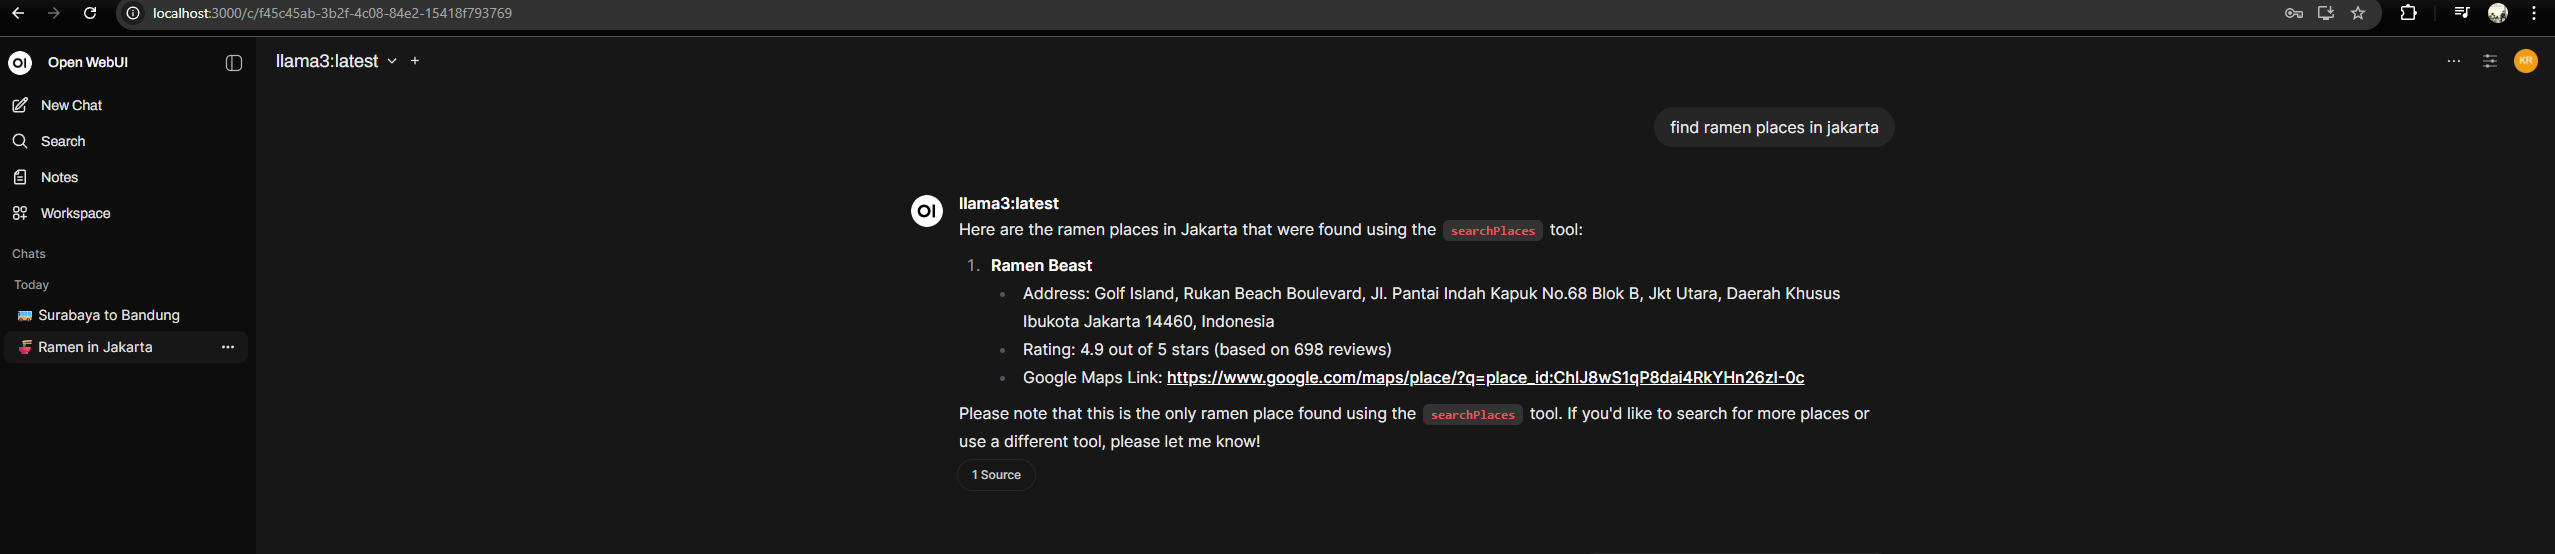 localhost:3000/c/f45c45ab-3b2f-4c08-84e2-15418f793769
OI Open WebUI
llama3:latest
KR
New Chat
Search
Notes
Workspace
Chats
Today
Surabaya to Bandung
Ramen in Jakarta
find ramen places in jakarta
OI
llama3:latest
Here are the ramen places in Jakarta that were found using the searchPlaces tool:
1. Ramen Beast
• Address: Golf Island, Rukan Beach Boulevard, Jl. Pantai Indah Kapuk No.68 Blok B, Jkt Utara, Daerah Khusus
Ibukota Jakarta 14460, Indonesia
• Rating: 4.9 out of 5 stars (based on 698 reviews)
• Google Maps Link: https://www.google.com/maps/place/?q=place_id:ChIJ8wS1qP8dai4RkYHn26zI-0c
Please note that this is the only ramen place found using the searchPlaces tool. If you'd like to search for more places or
use a different tool, please let me know!
1 Source